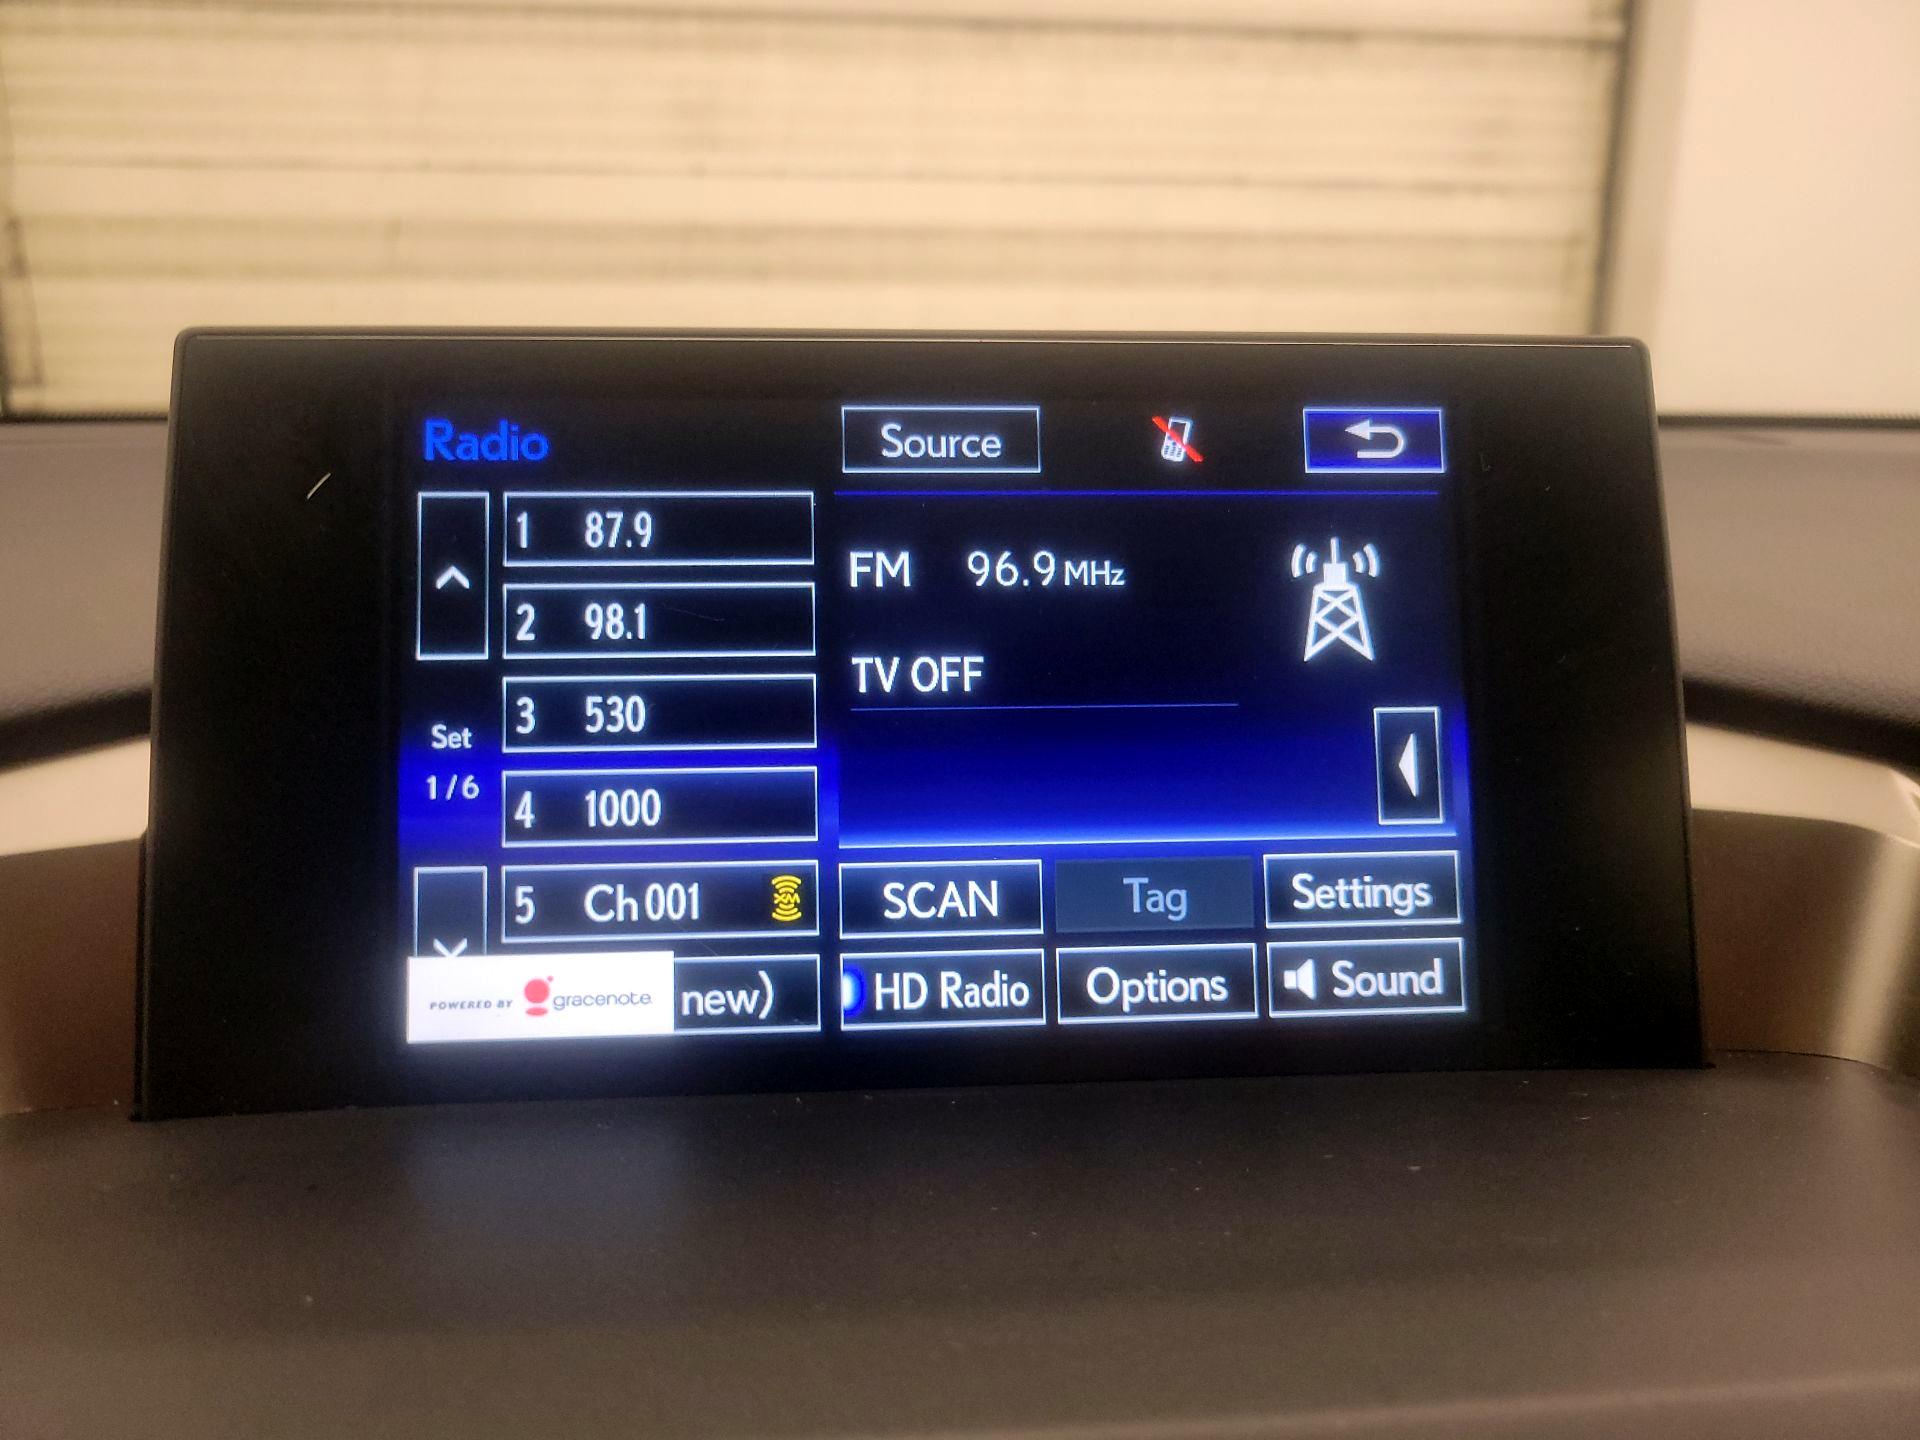 Radio
Source
1 87.9
2 98.1
3 530
4 1000
5 Ch 001 XM
new)
Set
1/6
POWERED BY gracenote
FM 96.9 MHz
TV OFF
SCAN
Tag
Settings
HD Radio
Options
Sound